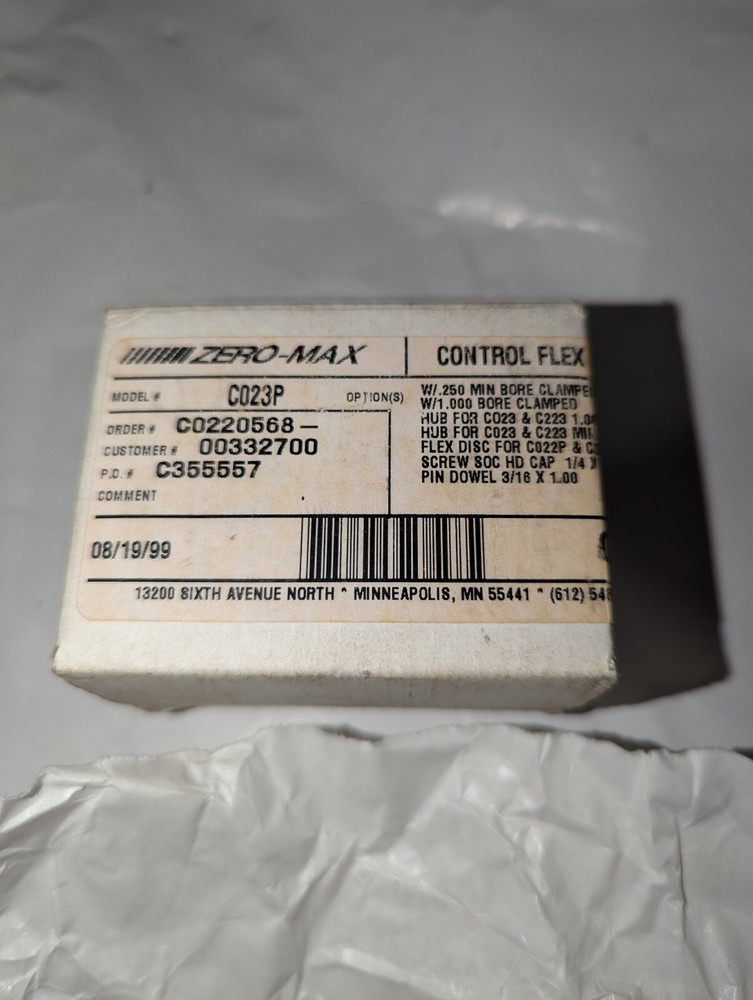 ZERO-MAX CONTROL FLEX
MODEL # C023P OPTION(S)
ORDER # C0220568 —
CUSTOMER # 00332700
P.O. # C355557
COMMENT
W/.250 MIN BORE CLAMPE
W/1.000 BORE CLAMPED
HUB FOR C023 & C223 1.0
HUB FOR C023 & C223 MI
FLEX DISC FOR C022P & C
SCREW SOC HD CAP 1/4 X
PIN DOWEL 3/16 X 1.00
08/19/99
13200 SIXTH AVENUE NORTH * MINNEAPOLIS, MN 55441 * (612) 54